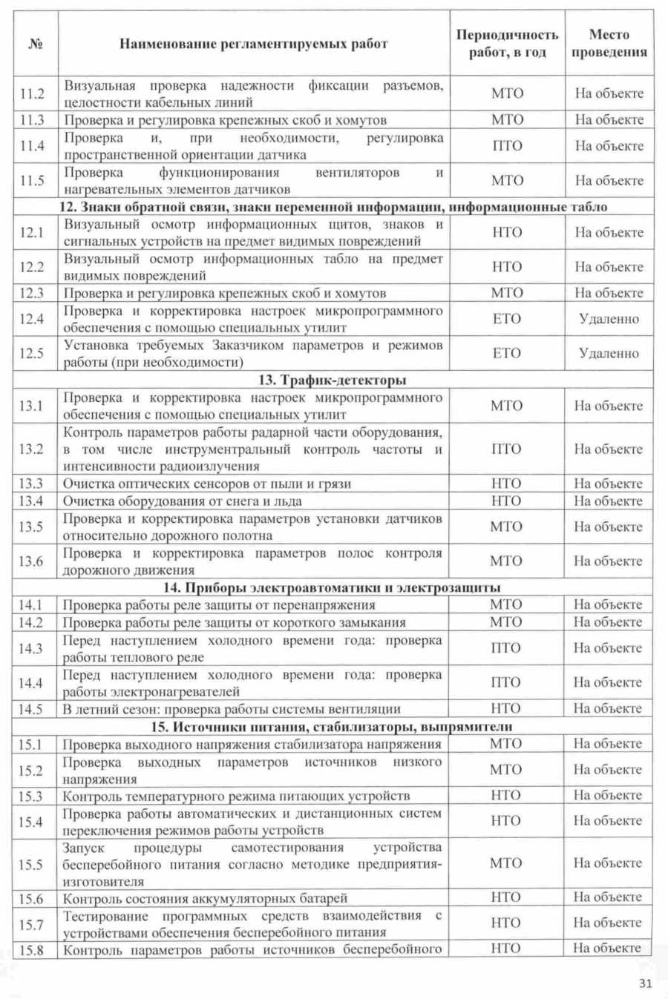 № Наименование регламентируемых работ Периодичность работ, в год Место проведения
11.2 Визуальная проверка надежности фиксации разъемов, МТО На объекте
целостности кабельных линий
11.3 Проверка и регулировка крепежных скоб и хомутов МТО На объекте
11.4 Проверка и, при необходимости, регулировка ПТО На объекте
пространственной ориентации датчика
11.5 Проверка функционирования вентиляторов и МТО На объекте
нагревательных элементов датчиков
12. Знаки обратной связи, знаки переменной информации, информационные табло
12.1 Визуальный осмотр информационных щитов, знаков и НТО На объекте
сигнальных устройств на предмет видимых повреждений
12.2 Визуальный осмотр информационных табло на предмет НТО На объекте
видимых повреждений
12.3 Проверка и регулировка крепежных скоб и хомутов МТО На объекте
12.4 Проверка и корректировка настроек микропрограммного ЕТО Удаленно
обеспечения с помощью специальных утилит
12.5 Установка требуемых Заказчиком параметров и режимов ЕТО Удаленно
работы (при необходимости)
13. Трафик-детекторы
13.1 Проверка и корректировка настроек микропрограммного МТО На объекте
обеспечения с помощью специальных утилит
13.2 Контроль параметров работы радарной части оборудования, ПТО На объекте
в том числе инструментральный контроль частоты и
интенсивности радиоизлучения
13.3 Очистка оптических сенсоров от пыли и грязи НТО На объекте
13.4 Очистка оборудования от снега и льда НТО На объекте
13.5 Проверка и корректировка параметров установки датчиков МТО На объекте
относительно дорожного полотна
13.6 Проверка и корректировка параметров полос контроля МТО На объекте
дорожного движения
14. Приборы электроавтоматики и электрозащиты
14.1 Проверка работы реле защиты от перенапряжения МТО На объекте
14.2 Проверка работы реле защиты от короткого замыкания МТО На объекте
14.3 Перед наступлением холодного времени года: проверка ПТО На объекте
работы теплового реле
14.4 Перед наступлением холодного времени года: проверка ПТО На объекте
работы электронагревателей
14.5 В летний сезон: проверка работы системы вентиляции НТО На объекте
15. Источники питания, стабилизаторы, выпрямители
15.1 Проверка выходного напряжения стабилизатора напряжения МТО На объекте
15.2 Проверка выходных параметров источников низкого МТО На объекте
напряжения
15.3 Контроль температурного режима питающих устройств НТО На объекте
15.4 Проверка работы автоматических и дистанционных систем НТО На объекте
переключения режимов работы устройств
15.5 Запуск процедуры самотестирования устройства МТО На объекте
бесперебойного питания согласно методике предприятия-
изготовителя
15.6 Контроль состояния аккумуляторных батарей НТО На объекте
15.7 Тестирование программных средств взаимодействия с НТО На объекте
устройствами обеспечения бесперебойного питания
15.8 Контроль параметров работы источников бесперебойного НТО На объекте
31